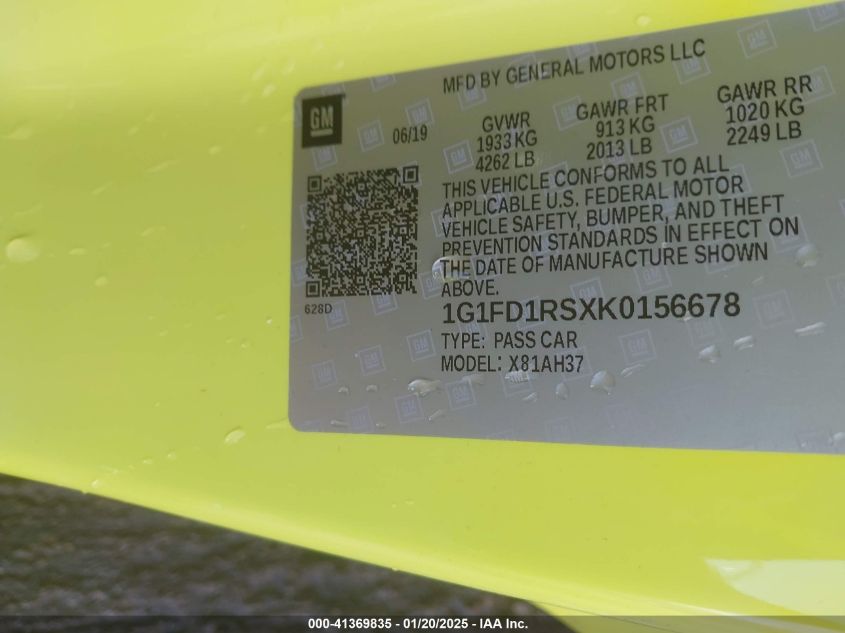 MFD BY GENERAL MOTORS LLC
GM
06/19
GVWR
1933 KG
4262 LB
GAWR FRT
913 KG
2013 LB
GAWR RR
1020 KG
2249 LB
THIS VEHICLE CONFORMS TO ALL
APPLICABLE U.S. FEDERAL MOTOR
VEHICLE SAFETY, BUMPER, AND THEFT
PREVENTION STANDARDS IN EFFECT ON
THE DATE OF MANUFACTURE SHOWN
ABOVE.
628D
1G1FD1RSXK0156678
TYPE: PASS CAR
MODEL: X81AH37
000-41369835 - 01/20/2025 - IAA Inc.